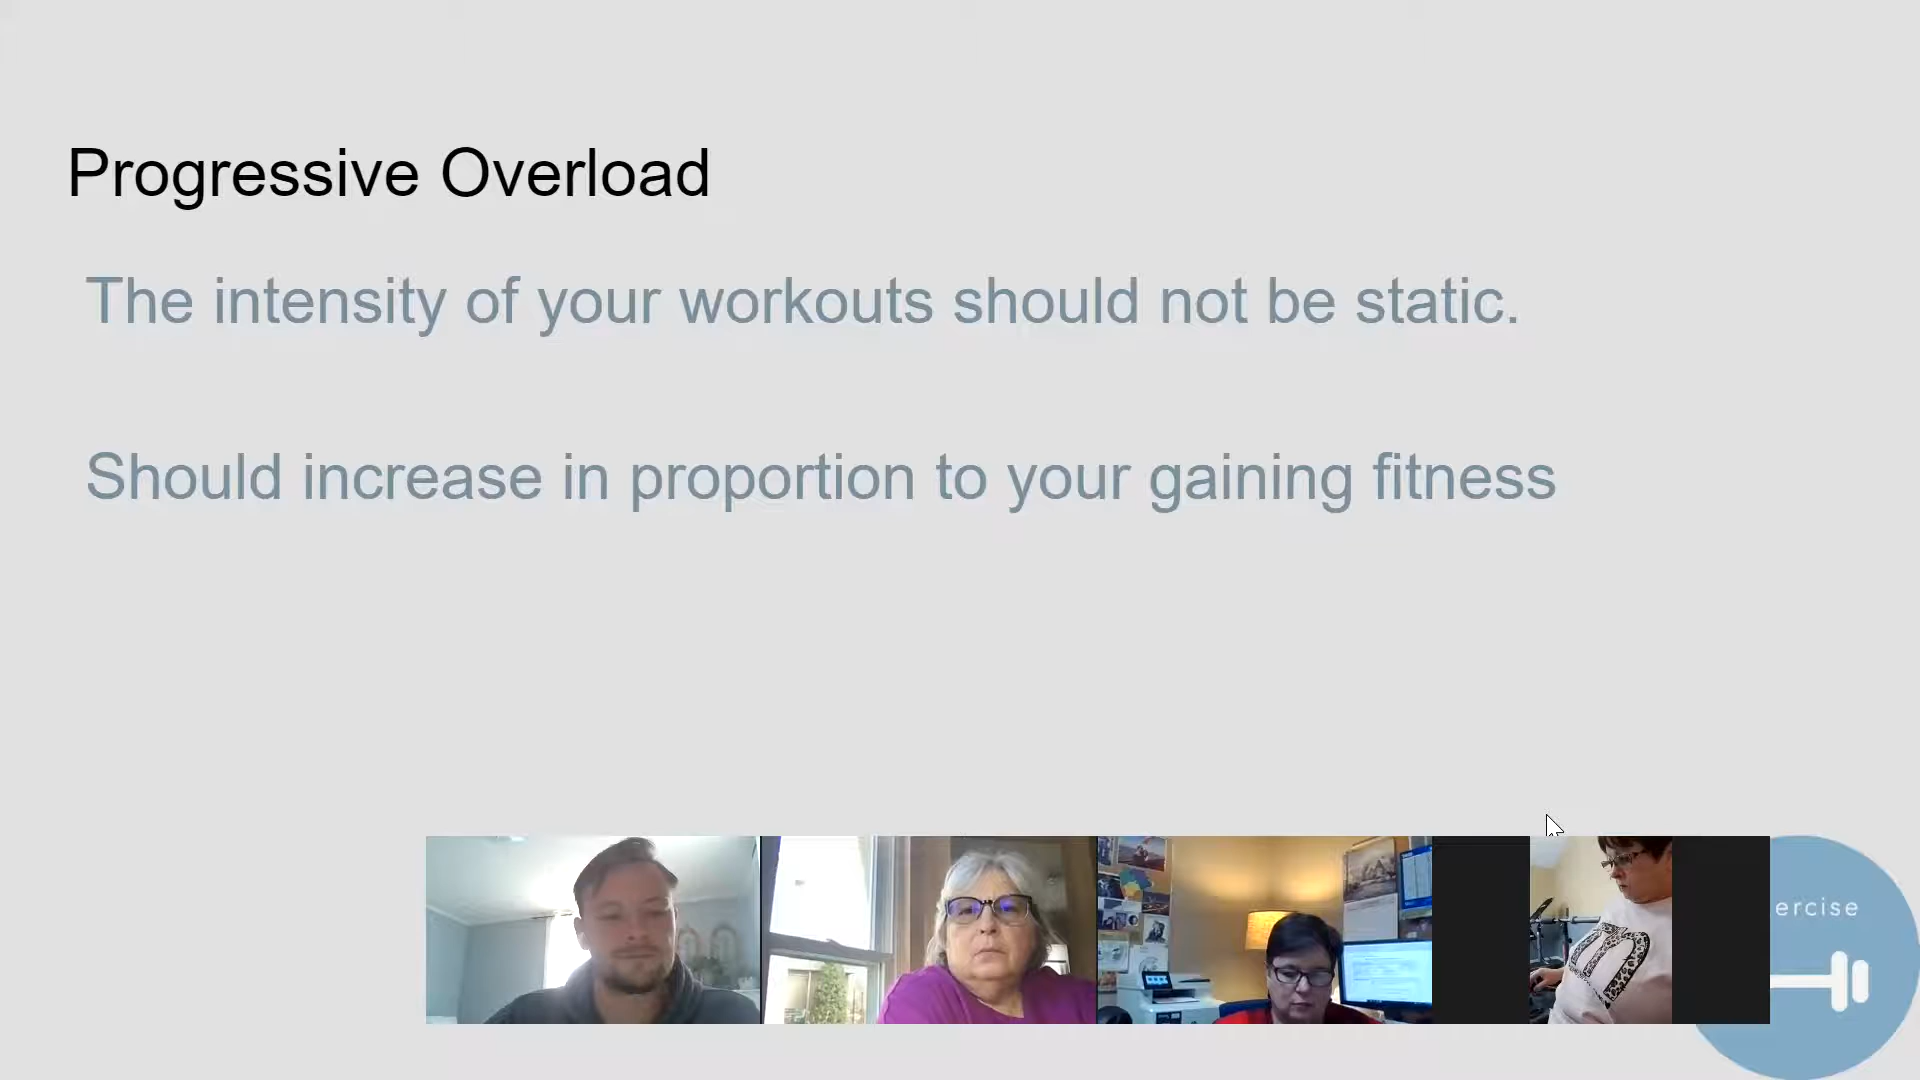 Progressive Overload
The intensity of your workouts should not be static.
Should increase in proportion to your gaining fitness
ercise